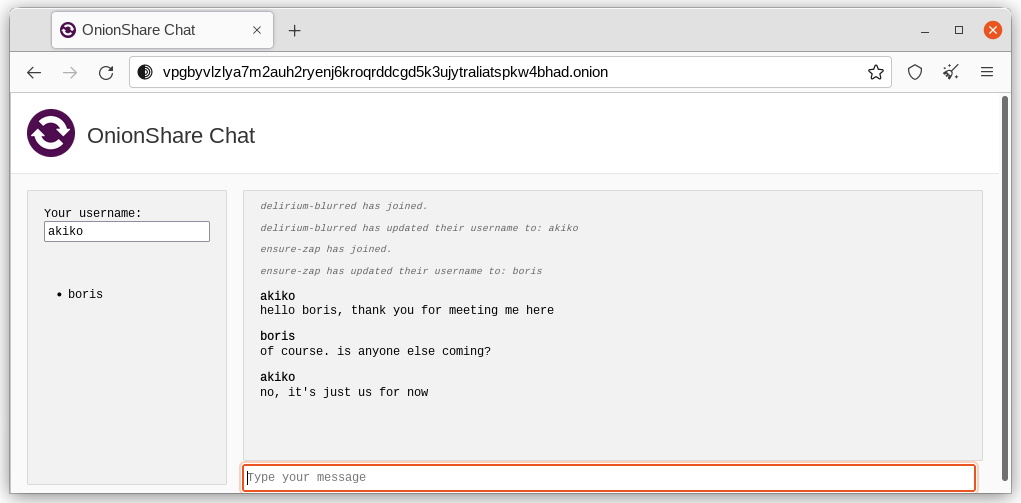 OnionShare Chat
vpgbyvlzlya7m2auh2ryenj6kroqrddcgd5k3ujytraliatspkw4bhad.onion
OnionShare Chat
Your username:
akiko
boris
delirium-blurred has joined.
delirium-blurred has updated their username to: akiko
ensure-zap has joined.
ensure-zap has updated their username to: boris
akiko
hello boris, thank you for meeting me here
boris
of course. is anyone else coming?
akiko
no, it's just us for now
Type your message